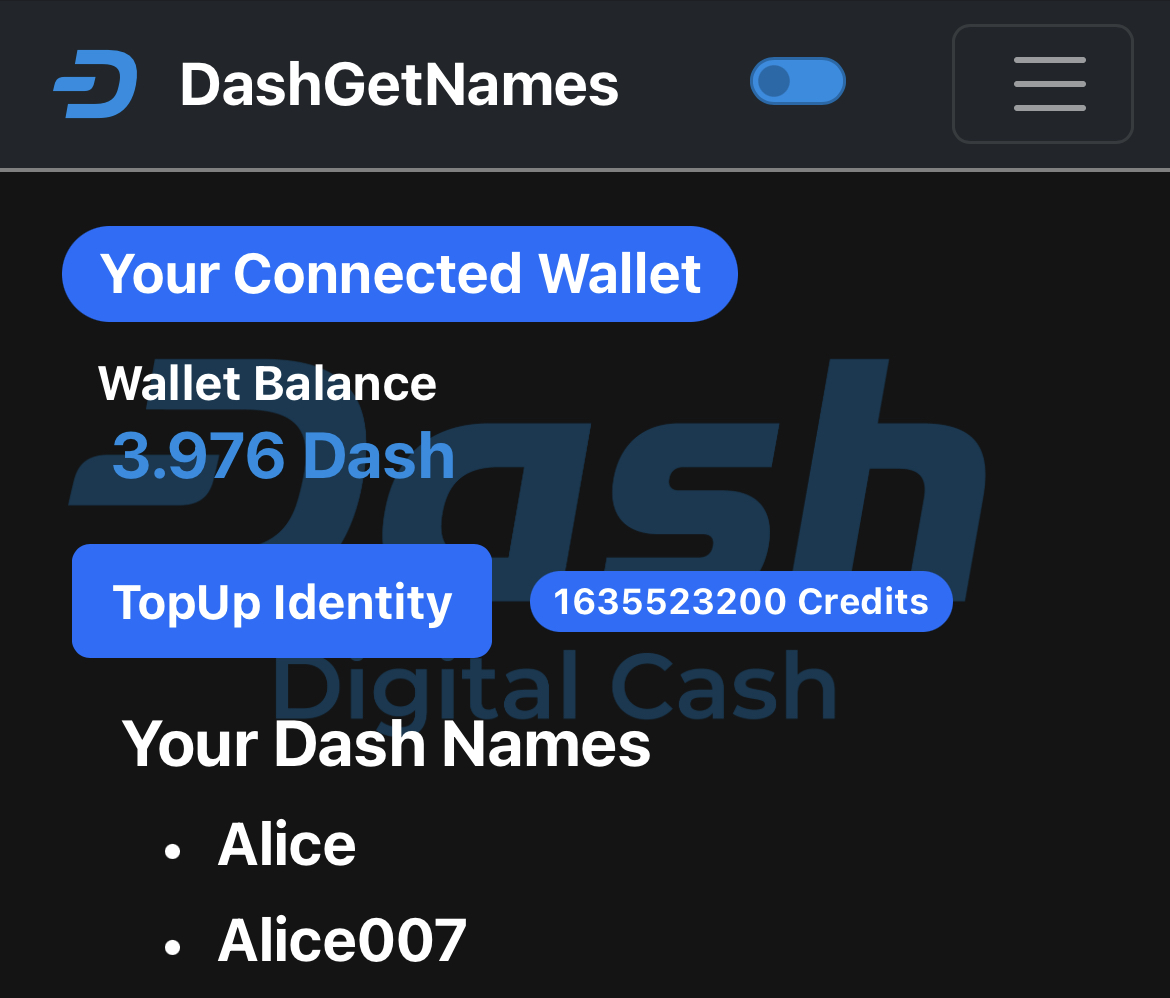 DashGetNames
Your Connected Wallet
Wallet Balance
3.976 Dash
Dash
TopUp Identity
1635523200 Credits
Digital Cash
Your Dash Names
Alice
Alice007